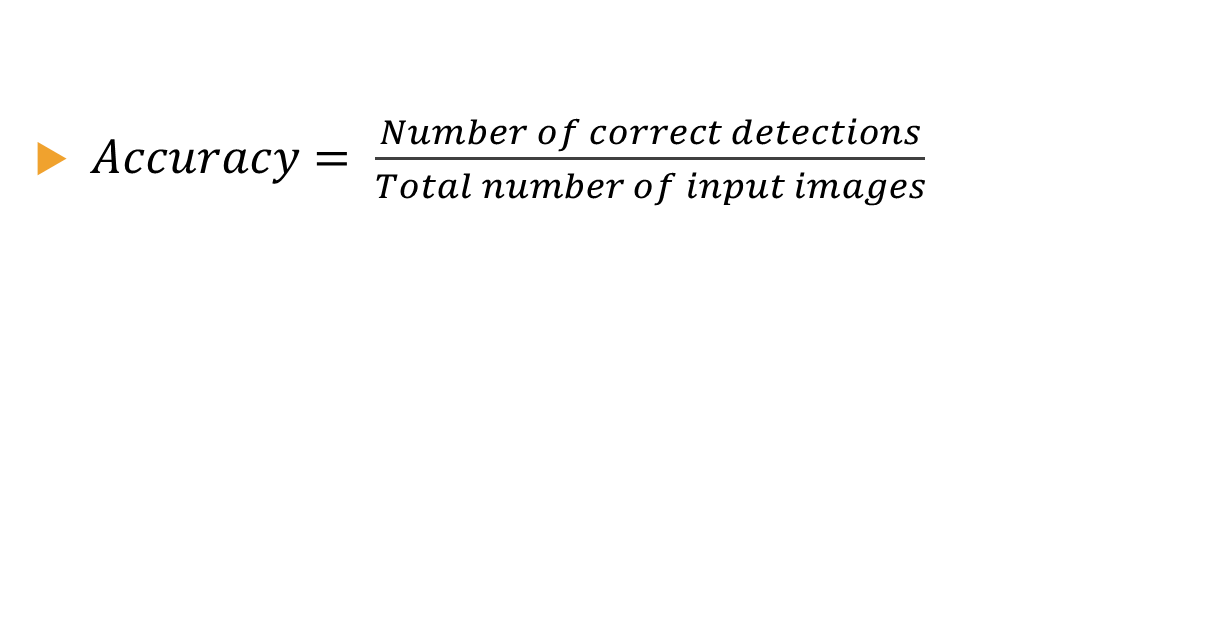 Accuracy = Number of correct detections
Total number of input images